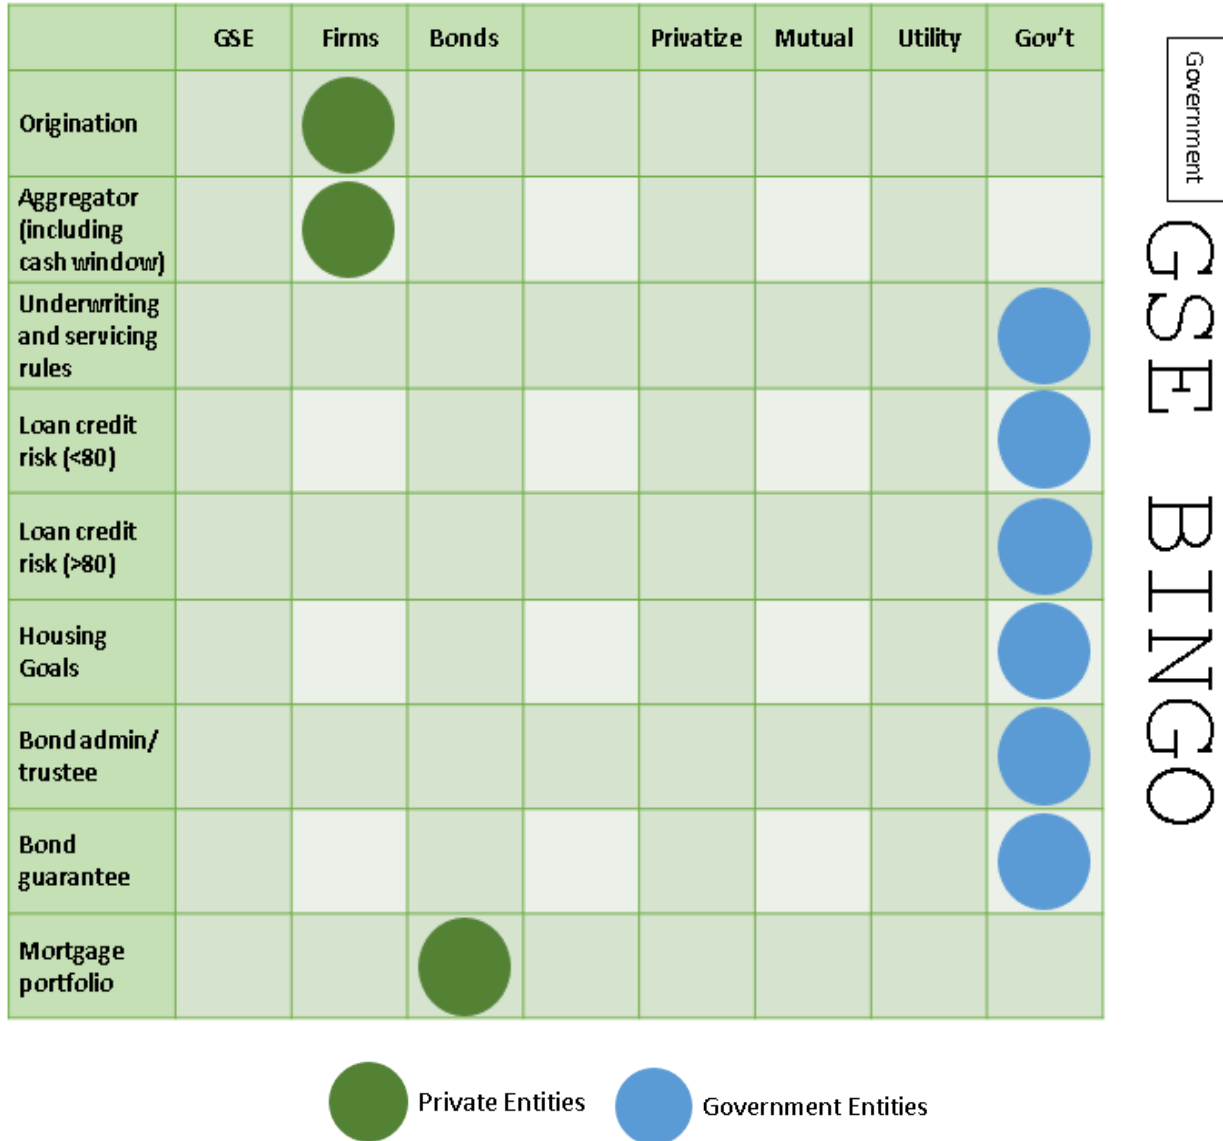 GSE Firms Bonds Privatize Mutual Utility Gov't
Origination
Aggregator
(including
cash window)
Underwriting
and servicing
rules
Loan credit
risk (<80)
Loan credit
risk (>80)
Housing
Goals
Bond admin/
trustee
Bond
guarantee
Mortgage
portfolio
Government
GSE BINGO
Private Entities
Government Entities